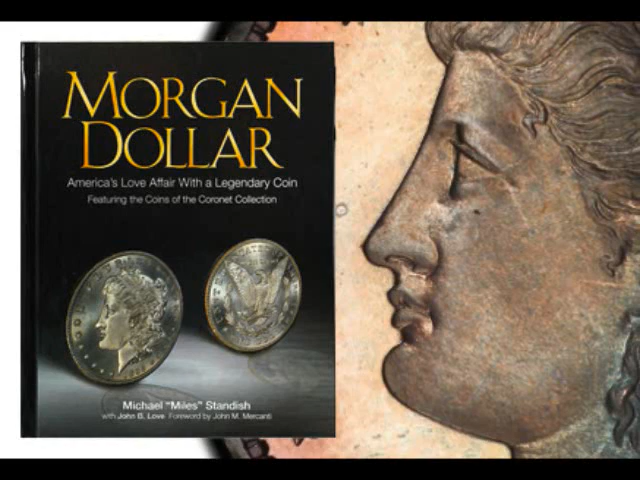 MORGAN
DOLLAR
America's Love Affair With a Legendary Coin
Featuring the Coins of the Coronet Collection
Michael "Miles" Standish
with John B. Love Foreword by John M. Mercanti